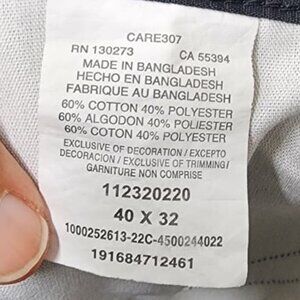 CARE307
RN 130273 CA 55394
MADE IN BANGLADESH
HECHO EN BANGLADESH
FABRIQUE AU BANGLADESH
60% COTTON 40% POLYESTER
60% ALGODON 40% POLIESTER
60% COTON 40% POLYESTER
EXCLUSIVE OF DECORATION / EXCEPTO
DECORACION / EXCLUSIVE OF TRIMMING/
GARNITURE NON COMPRISE
112320220
40 X 32
1000252613-22C-4500244022
191684712461